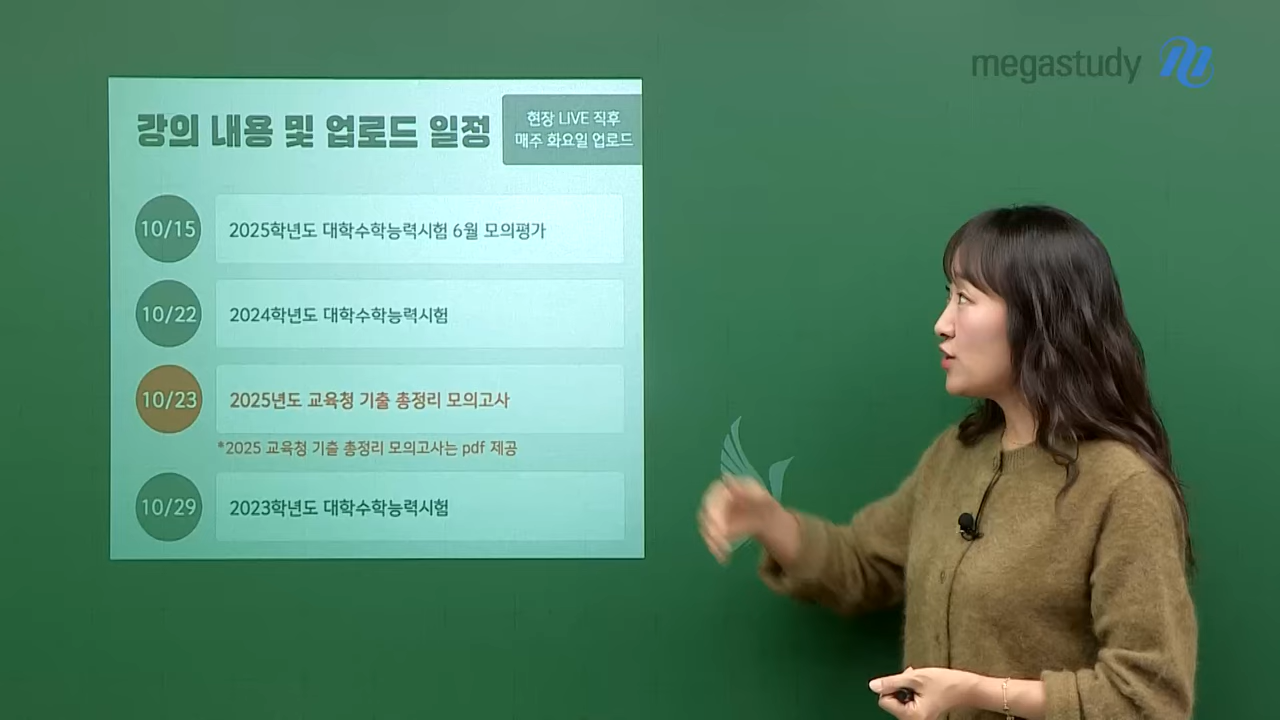 megastudy
강의 내용 및 업로드 일정
현장 LIVE 직후
매주 화요일 업로드
10/15
2025학년도 대학수학능력시험 6월 모의평가
10/22
2024학년도 대학수학능력시험
10/23
2025년도 교육청 기출 총정리 모의고사
*2025 교육청 기출 총정리 모의고사는 pdf 제공
10/29
2023학년도 대학수학능력시험